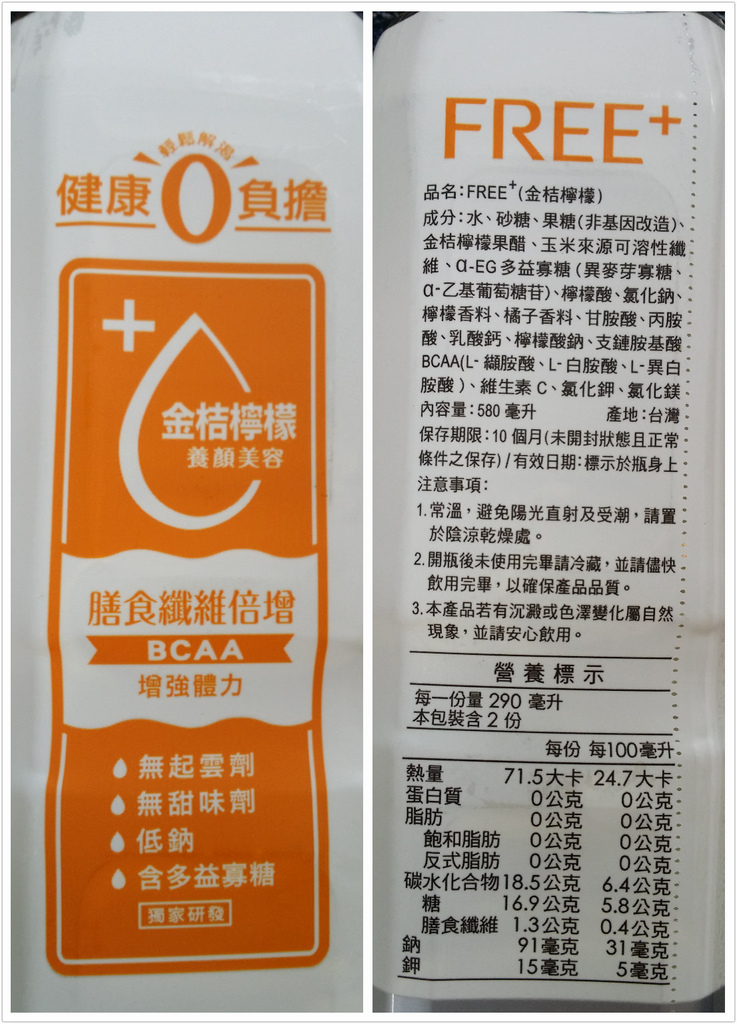 輕鬆解渴
健康0負擔
金桔檸檬
養顏美容
膳食纖維倍增
BCAA
增強體力
無起雲劑
無甜味劑
低鈉
含多益寡糖
獨家研發
FREE+
品名:FREE+(金桔檸檬)
成分:水、砂糖、果糖(非基因改造)、
金桔檸檬果醋、玉米來源可溶性纖
維、α-EG多益寡糖(異麥芽寡糖、
α-乙基葡萄糖苷)、檸檬酸、氯化鈉、
檸檬香料、橘子香料、甘胺酸、丙胺
酸、乳酸鈣、檸檬酸鈉、支鏈胺基酸
BCAA(L-纈胺酸、L-白胺酸、L-異白
胺酸)、維生素C、氯化鉀、氯化鎂
內容量:580 毫升 產地:台灣
保存期限:10個月(未開封狀態且正常
條件之保存)/有效日期:標示於瓶身上
注意事項:
1.常溫,避免陽光直射及受潮,請置
於陰涼乾燥處。
2.開瓶後未使用完畢請冷藏,並請儘快
飲用完畢,以確保產品品質。
3.本產品若有沉澱或色澤變化屬自然
現象,並請安心飲用。
營養標示
每一份量 290 毫升
本包裝含 2 份
每份 每100毫升
熱量 71.5大卡 24.7大卡
蛋白質 0公克 0公克
脂肪 0公克 0公克
飽和脂肪 0公克 0公克
反式脂肪 0公克 0公克
碳水化合物 18.5公克 6.4公克
糖 16.9公克 5.8公克
膳食纖維 1.3公克 0.4公克
鈉 91毫克 31毫克
鉀 15毫克 5毫克